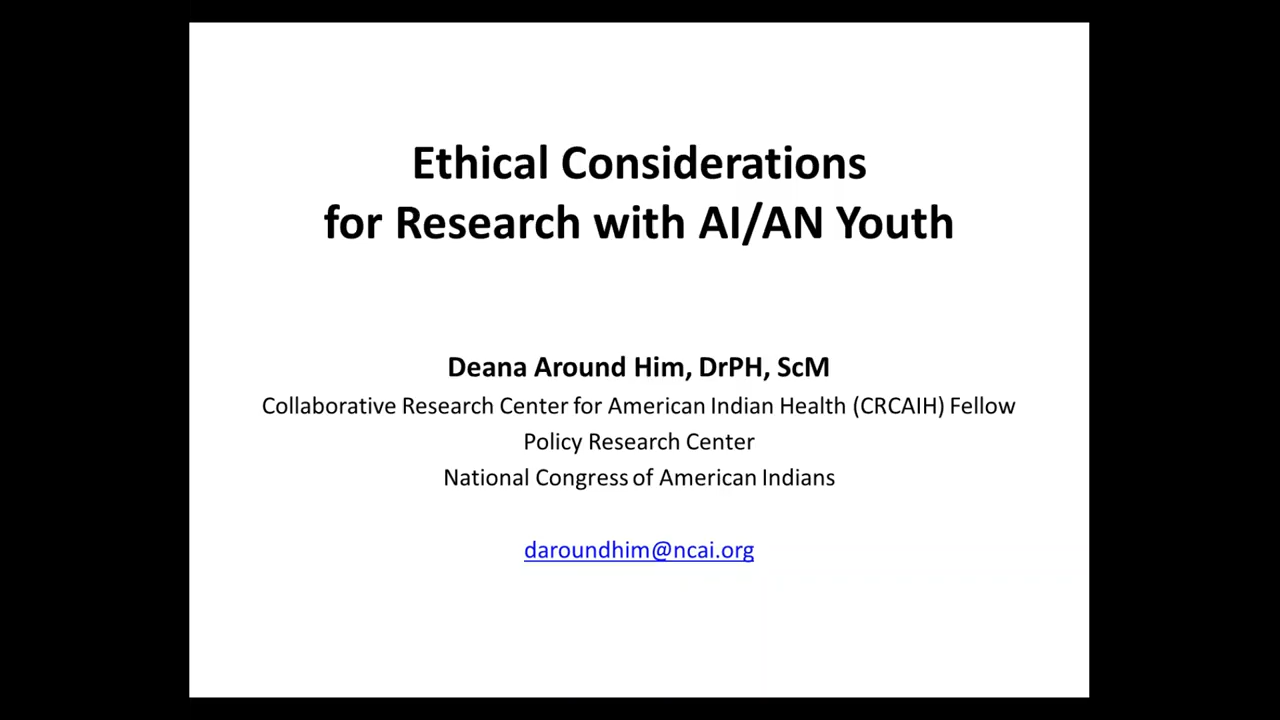 Ethical Considerations
for Research with AI/AN Youth
Deana Around Him, DrPH, ScM
Collaborative Research Center for American Indian Health (CRCAIH) Fellow
Policy Research Center
National Congress of American Indians
daroundhim@ncai.org